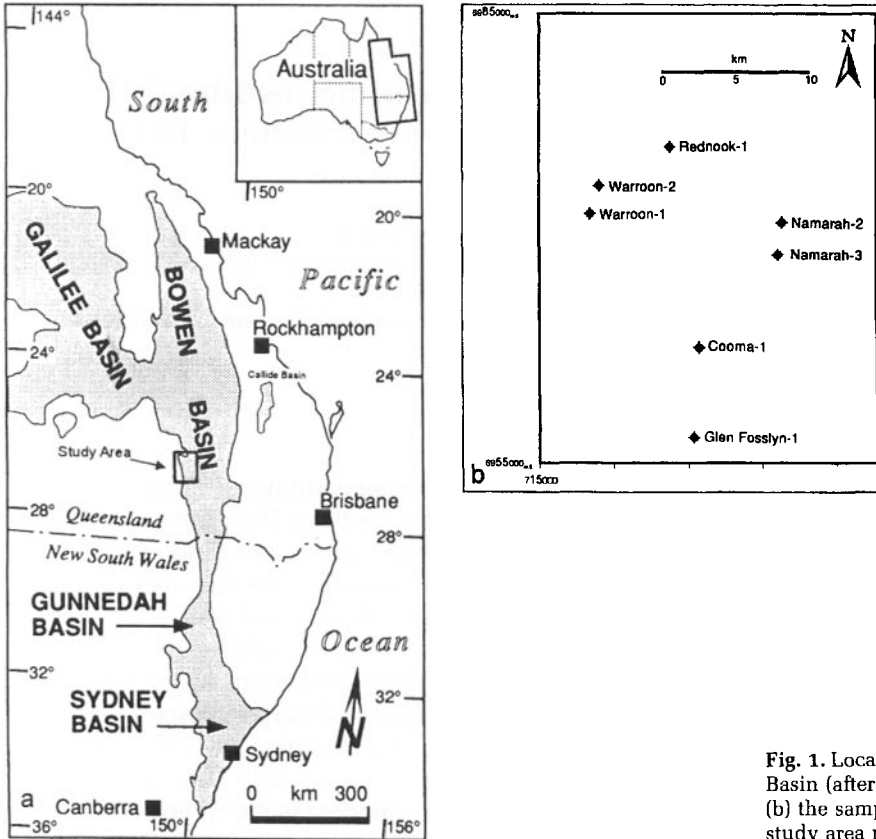 144°
South
Australia
150°
20°
20°
Mackay
GALILEE BASIN
BOWEN
BASIN
Pacific
Rockhampton
Callide Basin
24°
24°
Study Area
Brisbane
28°
28°
Queensland
New South Wales
GUNNEDAH
BASIN
Ocean
32°
32°
SYDNEY
BASIN
N
Sydney
0 km 300
a
Canberra
36°
150°
156°
6985000
N
km
0 5 10
Rednook-1
Warroon-2
Warroon-1
Namarah-2
Namarah-3
Cooma-1
Glen Fosslyn-1
b
6955000
715000
Fig. 1. Loca
Basin (after
(b) the samp
study area